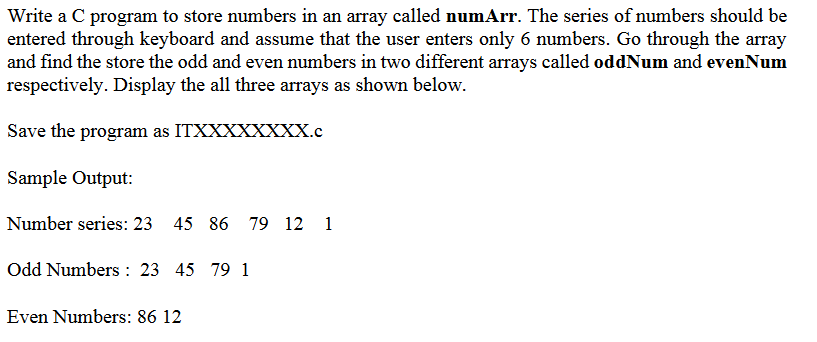 Write a C program to store numbers in an array called numArr. The series of numbers should be
entered through keyboard and assume that the user enters only 6 numbers. Go through the array
and find the store the odd and even numbers in two different arrays called oddNum and evenNum
respectively. Display the all three arrays as shown below.
Save the program as ITXXXXXXXX.c
Sample Output:
Number series: 23 45 86 79 12 1
Odd Numbers : 23 45 79 1
Even Numbers: 86 12